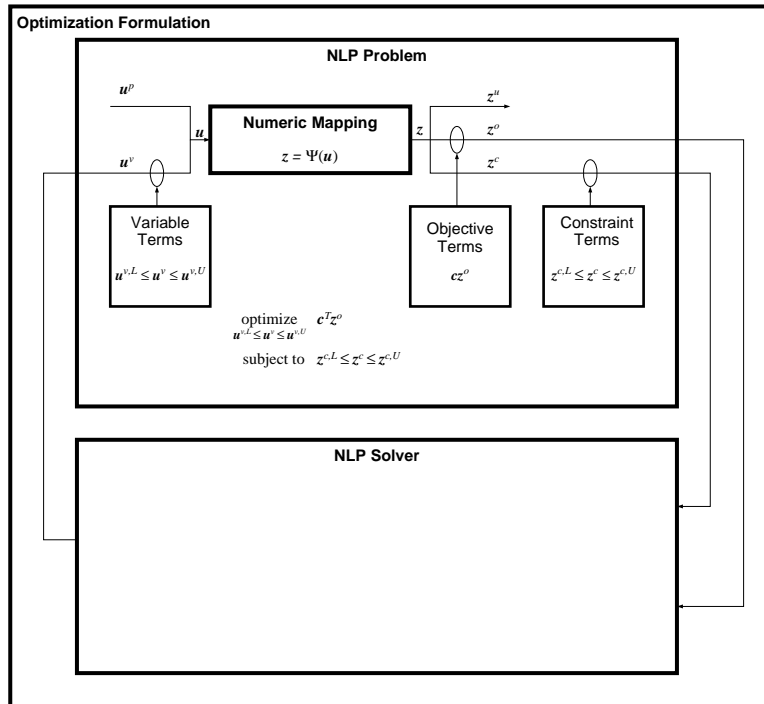 Optimization Formulation
NLP Problem
u^p
z^u
Numeric Mapping
u
z
z^o
z = Ψ(u)
u^v
z^c
Variable
Terms
u^{v,L} ≤ u^v ≤ u^{v,U}
Objective
Terms
cz^o
Constraint
Terms
z^{c,L} ≤ z^c ≤ z^{c,U}
optimize c^T z^o
u^{v,L} ≤ u^v ≤ u^{v,U}
subject to z^{c,L} ≤ z^c ≤ z^{c,U}
NLP Solver